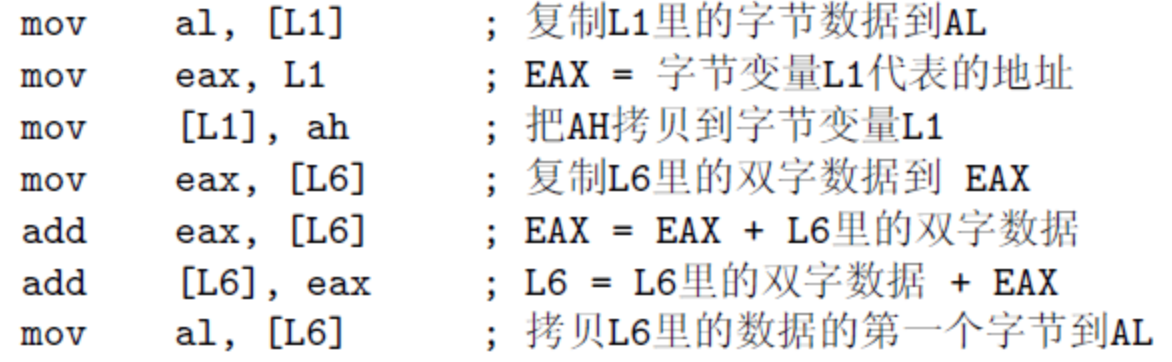 mov al, [L1] ; 复制L1里的字节数据到AL
mov eax, L1 ; EAX = 字节变量L1代表的地址
mov [L1], ah ; 把AH拷贝到字节变量L1
mov eax, [L6] ; 复制L6里的双字数据到 EAX
add eax, [L6] ; EAX = EAX + L6里的双字数据
add [L6], eax ; L6 = L6里的双字数据 + EAX
mov al, [L6] ; 拷贝L6里的数据的第一个字节到AL